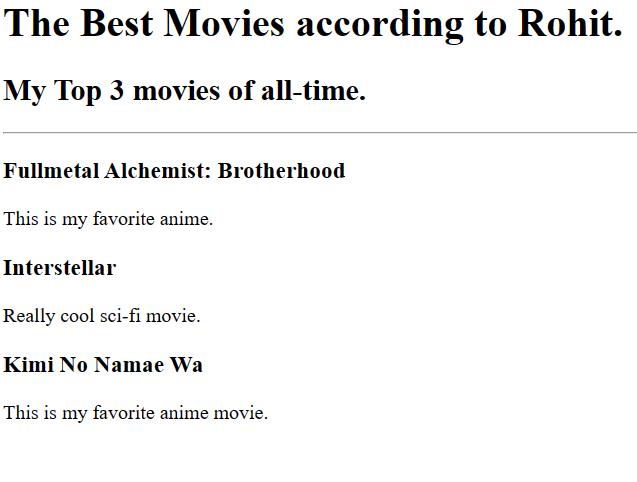 The Best Movies according to Rohit.
My Top 3 movies of all-time.
Fullmetal Alchemist: Brotherhood
This is my favorite anime.
Interstellar
Really cool sci-fi movie.
Kimi No Namae Wa
This is my favorite anime movie.